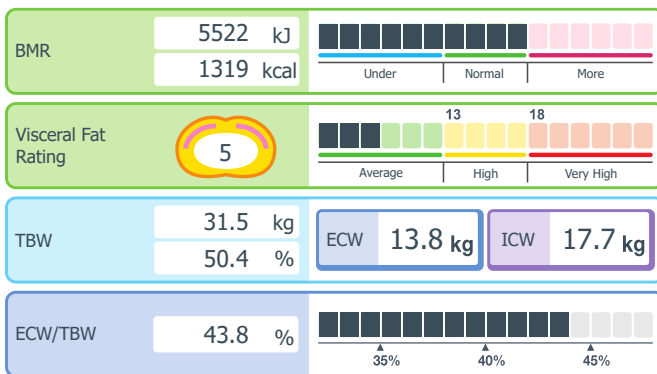 BMR
5522 kJ
1319 kcal
Under Normal More
Visceral Fat
Rating
5
13 18
Average High Very High
TBW
31.5 kg
50.4 %
ECW 13.8 kg
ICW 17.7 kg
ECW/TBW
43.8 %
35% 40% 45%